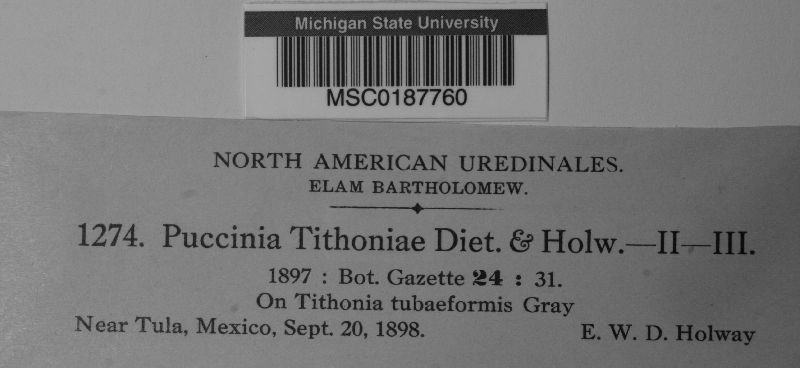 Michigan State University
MSC0187760
NORTH AMERICAN UREDINALES.
ELAM BARTHOLOMEW.
1274. Puccinia Tithoniae Diet. & Holw.—II—III.
1897 : Bot. Gazette 24 : 31.
On Tithonia tubaeformis Gray
Near Tula, Mexico, Sept. 20, 1898. E. W. D. Holway